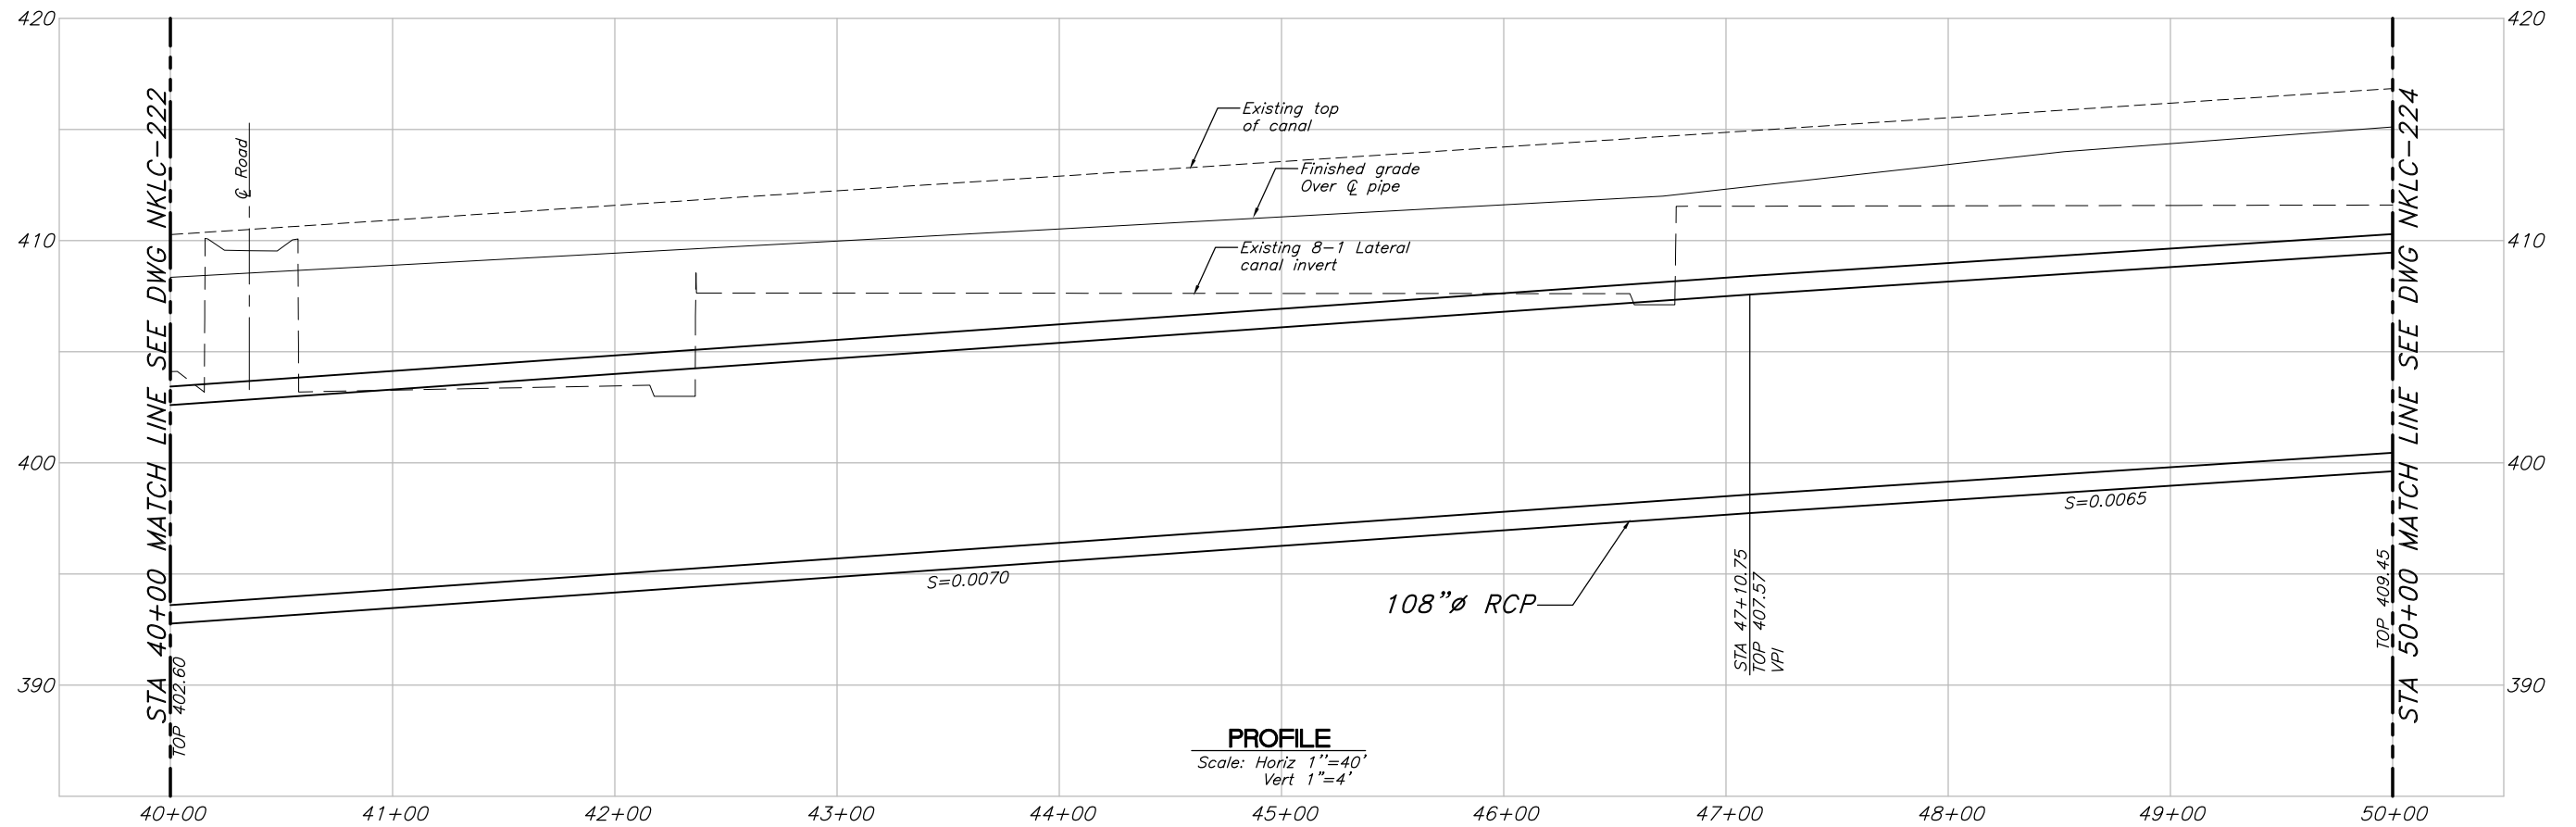 420
420
STA 40+00 MATCH LINE SEE DWG NKLC-222
℄ Road
Existing top
of canal
Finished grade
Over ℄ pipe
Existing 8-1 Lateral
canal invert
STA 50+00 MATCH LINE SEE DWG NKLC-224
410
410
400
400
S=0.0065
S=0.0070
108"ø RCP
STA 47+10.75
TOP 407.57
VPI
TOP 409.45
TOP 402.60
390
390
PROFILE
Scale: Horiz 1"=40'
Vert 1"=4'
40+00
41+00
42+00
43+00
44+00
45+00
46+00
47+00
48+00
49+00
50+00